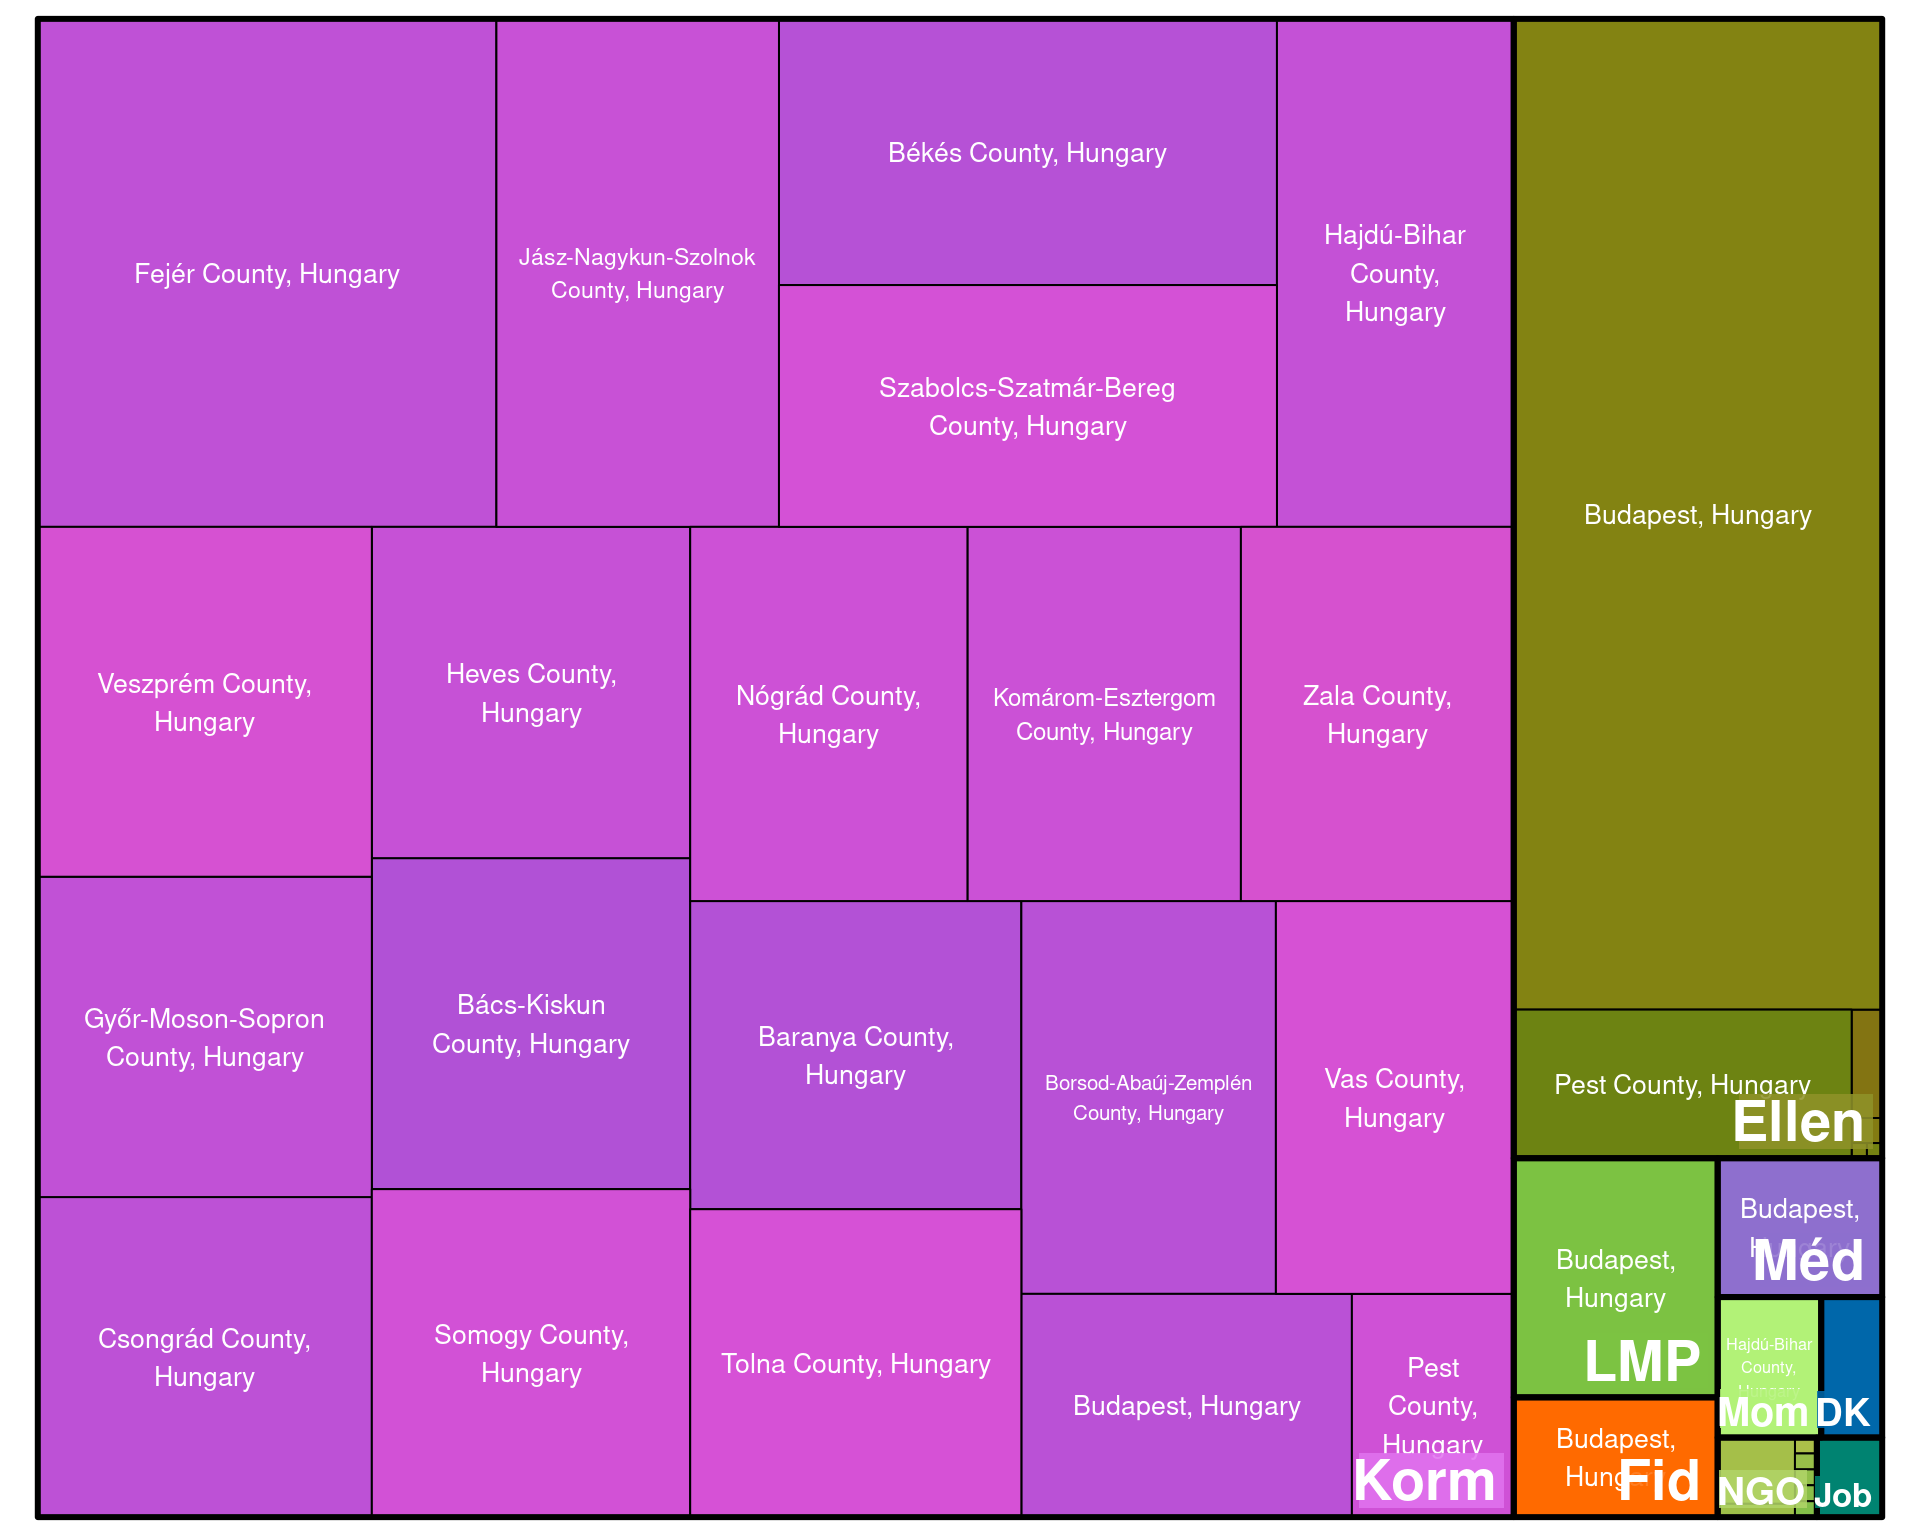 Fejér County, Hungary
Jász-Nagykun-Szolnok
County, Hungary
Békés County, Hungary
Szabolcs-Szatmár-Bereg
County, Hungary
Hajdú-Bihar
County,
Hungary
Budapest, Hungary
Veszprém County,
Hungary
Heves County,
Hungary
Nógrád County,
Hungary
Komárom-Esztergom
County, Hungary
Zala County,
Hungary
Győr-Moson-Sopron
County, Hungary
Bács-Kiskun
County, Hungary
Baranya County,
Hungary
Borsod-Abaúj-Zemplén
County, Hungary
Vas County,
Hungary
Pest County, Hungary
Ellen
Csongrád County,
Hungary
Somogy County,
Hungary
Tolna County, Hungary
Budapest, Hungary
Pest
County,
Hungary
Korm
Budapest,
Hungary
LMP
Budapest,
Hungary
Méd
Hajdú-Bihar
County,
Hungary
Mom
DK
Budapest,
Hungary
Fid
NGO
Job